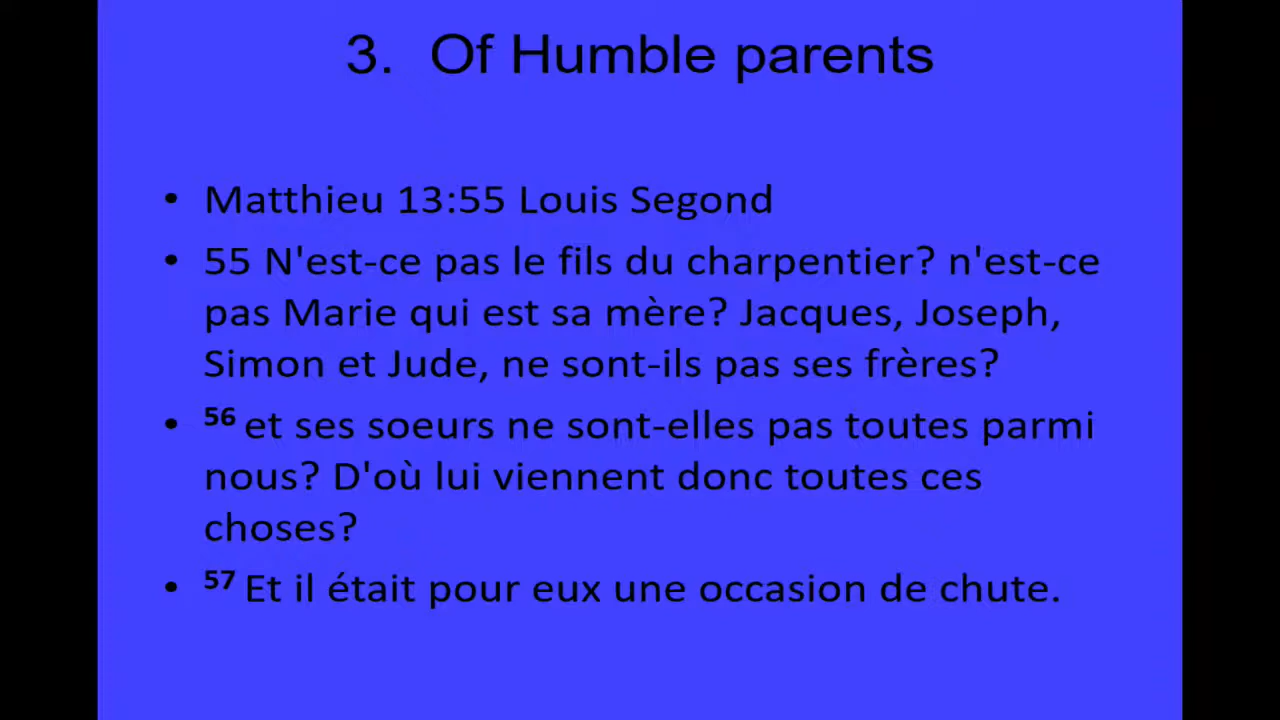 3. Of Humble parents
• Matthieu 13:55 Louis Segond
• 55 N'est-ce pas le fils du charpentier? n'est-ce
pas Marie qui est sa mère? Jacques, Joseph,
Simon et Jude, ne sont-ils pas ses frères?
• 56 et ses soeurs ne sont-elles pas toutes parmi
nous? D'où lui viennent donc toutes ces
choses?
• 57 Et il était pour eux une occasion de chute.